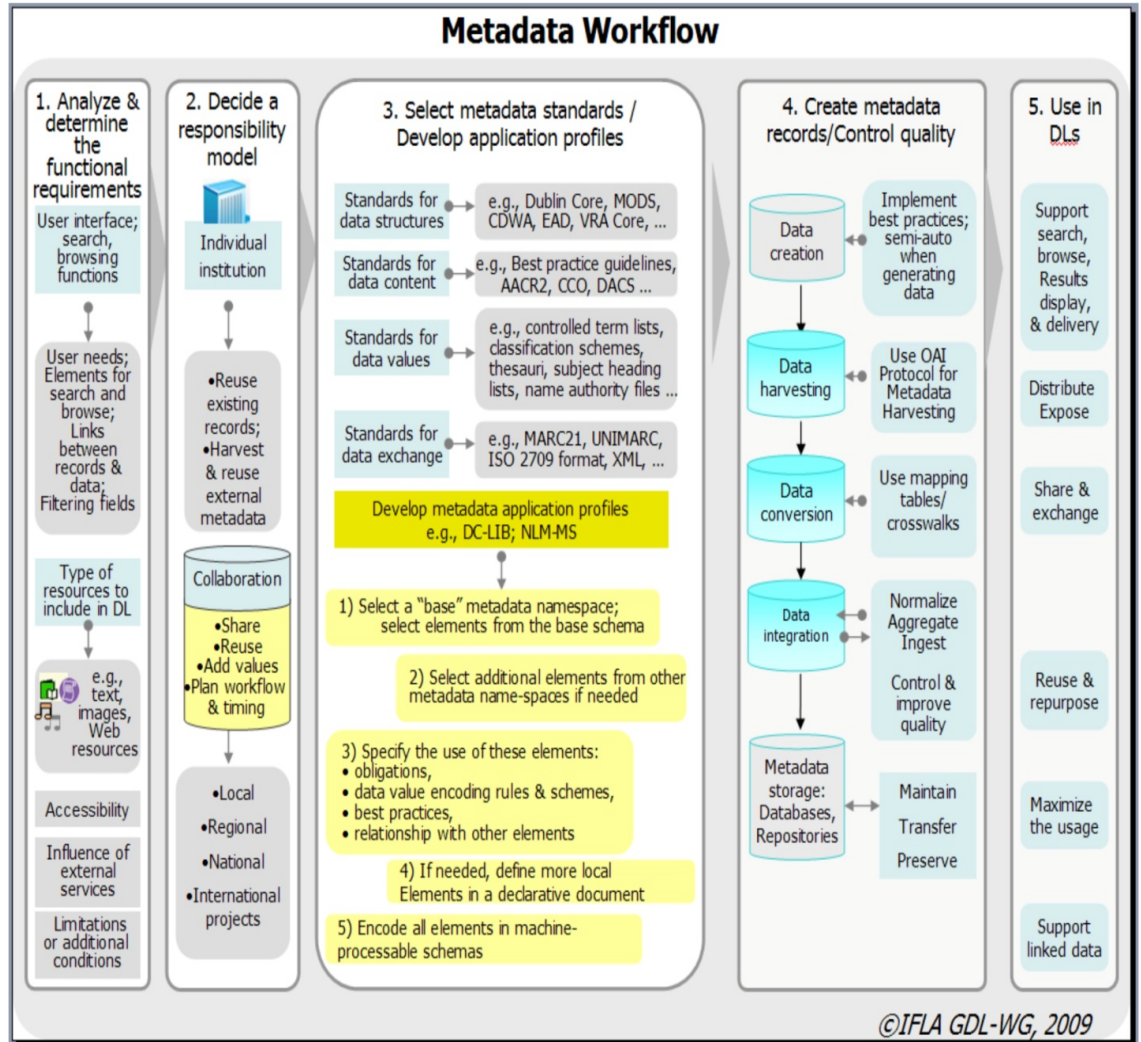 Metadata Workflow
1. Analyze &
determine
the
functional
requirements
User interface;
search,
browsing
functions
User needs;
Elements for
search and
browse;
Links
between
records &
data;
Filtering fields
Type of
resources to
include in DL
e.g.,
text,
images,
Web
resources
Accessibility
Influence of
external
services
Limitations
or additional
conditions
2. Decide a
responsibility
model
Individual
institution
•Reuse
existing
records;
•Harvest
& reuse
external
metadata
Collaboration
•Share
•Reuse
•Add values
•Plan workflow
& timing
•Local
•Regional
•National
•International
projects
3. Select metadata standards /
Develop application profiles
Standards for
data structures
e.g., Dublin Core, MODS,
CDWA, EAD, VRA Core, ...
Standards for
data content
e.g., Best practice guidelines,
AACR2, CCO, DACS ...
Standards for
data values
e.g., controlled term lists,
classification schemes,
thesauri, subject heading
lists, name authority files ...
Standards for
data exchange
e.g., MARC21, UNIMARC,
ISO 2709 format, XML, ...
Develop metadata application profiles
e.g., DC-LIB; NLM-MS
1) Select a "base" metadata namespace;
select elements from the base schema
2) Select additional elements from other
metadata name-spaces if needed
3) Specify the use of these elements:
• obligations,
• data value encoding rules & schemes,
• best practices,
• relationship with other elements
4) If needed, define more local
Elements in a declarative document
5) Encode all elements in machine-
processable schemas
4. Create metadata
records/Control quality
Data
creation
Implement
best practices;
semi-auto
when
generating
data
Data
harvesting
Use OAI
Protocol for
Metadata
Harvesting
Data
conversion
Use mapping
tables/
crosswalks
Data
integration
Normalize
Aggregate
Ingest
Control &
improve
quality
Metadata
storage:
Databases,
Repositories
Maintain
Transfer
Preserve
5. Use in
DLs
Support
search,
browse,
Results
display,
& delivery
Distribute
Expose
Share &
exchange
Reuse &
repurpose
Maximize
the usage
Support
linked data
©IFLA GDL-WG, 2009